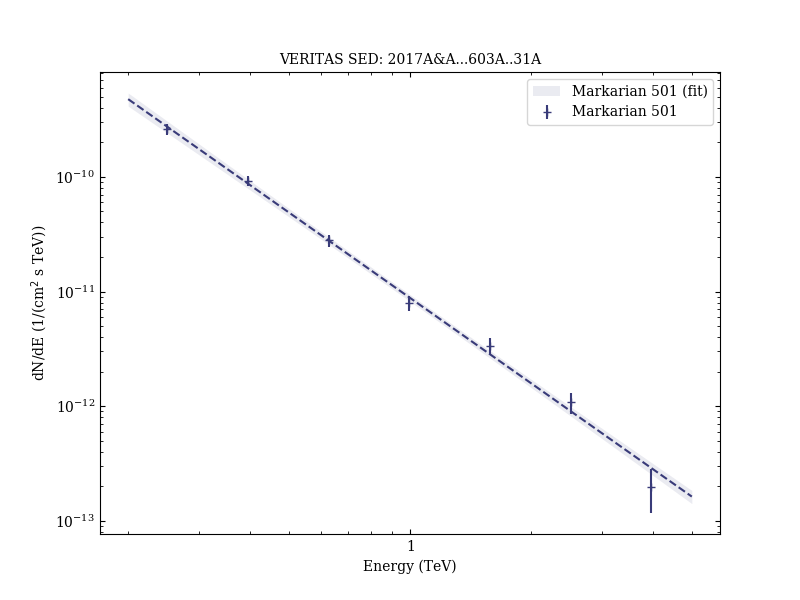 VERITAS SED: 2017A&A...603A..31A
Markarian 501 (fit)
Markarian 501
dN/dE (1/(cm² s TeV))
10⁻¹⁰
10⁻¹¹
10⁻¹²
10⁻¹³
1
Energy (TeV)